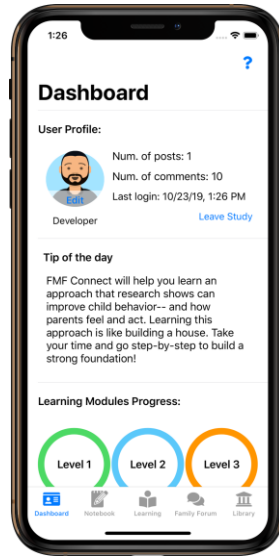 1:26
?
Dashboard
User Profile:
Num. of posts: 1
Num. of comments: 10
Edit
Last login: 10/23/19, 1:26 PM
Developer
Leave Study
Tip of the day
FMF Connect will help you learn an
approach that research shows can
improve child behavior-- and how
parents feel and act. Learning this
approach is like building a house. Take
your time and go step-by-step to build a
strong foundation!
Learning Modules Progress:
Level 1
Level 2
Level 3
Dashboard
Notebook
Learning
Family Forum
Library